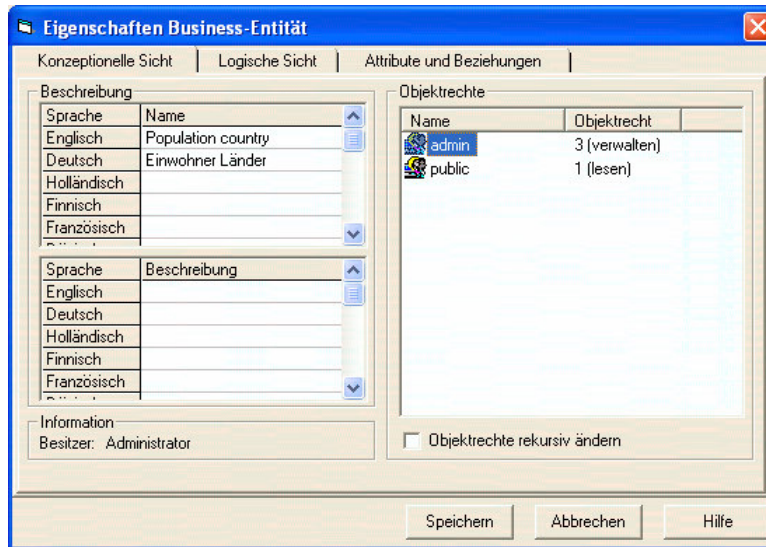 Eigenschaften Business-Entität
Konzeptionelle Sicht
Logische Sicht
Attribute und Beziehungen
Beschreibung
Sprache Name
Englisch Population country
Deutsch Einwohner Länder
Holländisch
Finnisch
Französisch
Sprache Beschreibung
Englisch
Deutsch
Holländisch
Finnisch
Französisch
Information
Besitzer: Administrator
Objektrechte
Name Objektrecht
admin 3 (verwalten)
public 1 (lesen)
Objektrechte rekursiv ändern
Speichern
Abbrechen
Hilfe